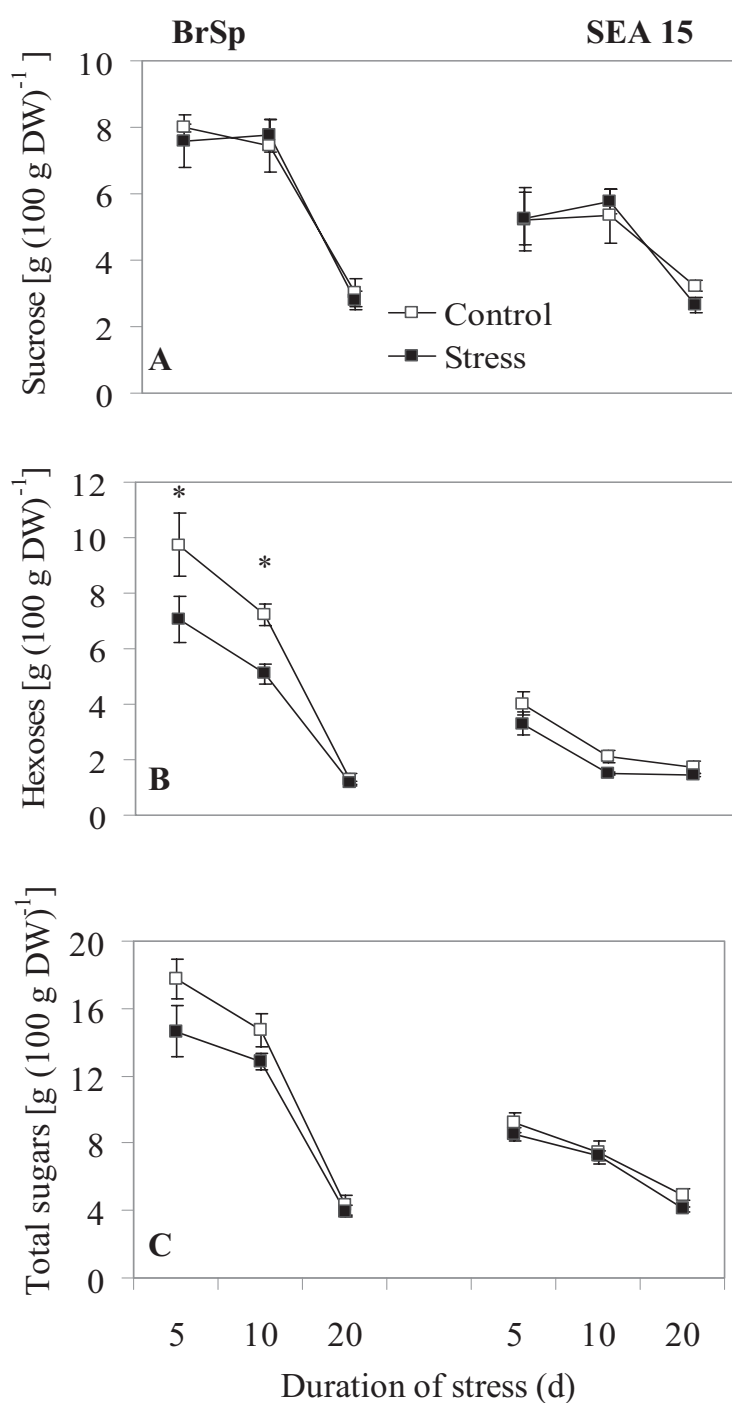 BrSp SEA 15
Sucrose [g (100 g DW)-1]
10
8
6
4
2
0
Control
Stress
A
Hexoses [g (100 g DW)-1]
12
10
8
6
4
2
0
*
*
B
Total sugars [g (100 g DW)-1]
20
16
12
8
4
0
C
5 10 20 5 10 20
Duration of stress (d)